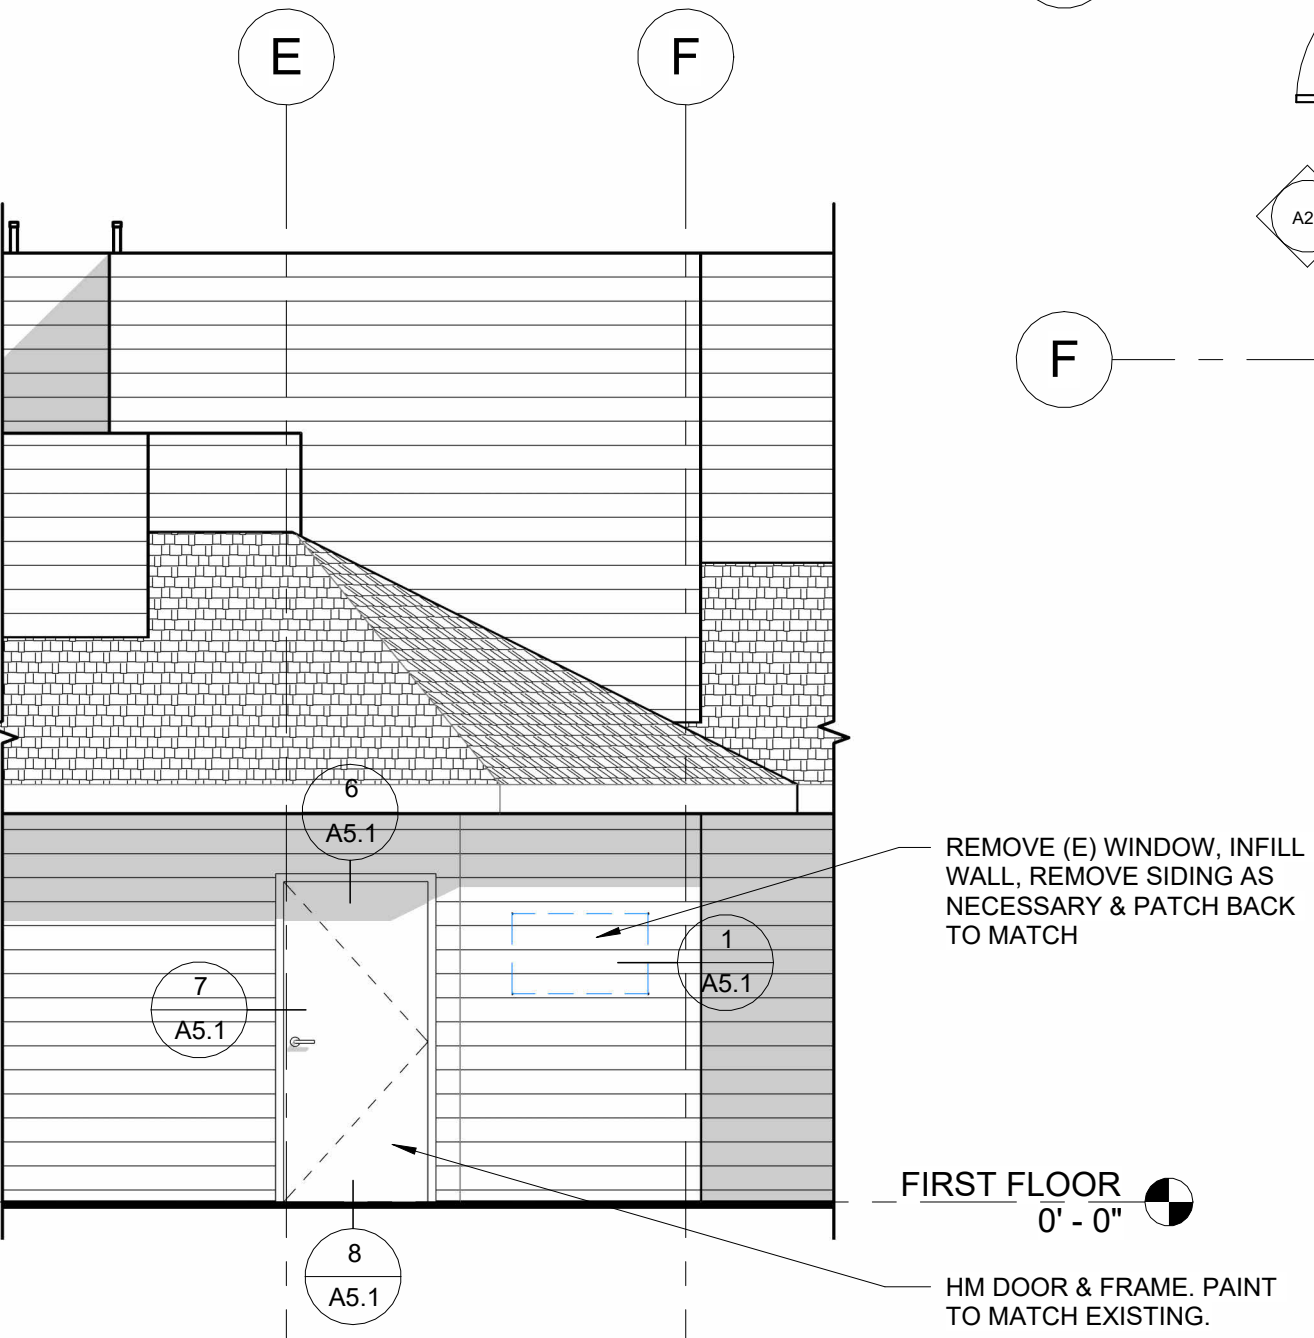 E
F
A2
F
6
A5.1
REMOVE (E) WINDOW, INFILL
WALL, REMOVE SIDING AS
NECESSARY & PATCH BACK
TO MATCH
1
A5.1
7
A5.1
FIRST FLOOR
0' - 0"
8
A5.1
HM DOOR & FRAME. PAINT
TO MATCH EXISTING.